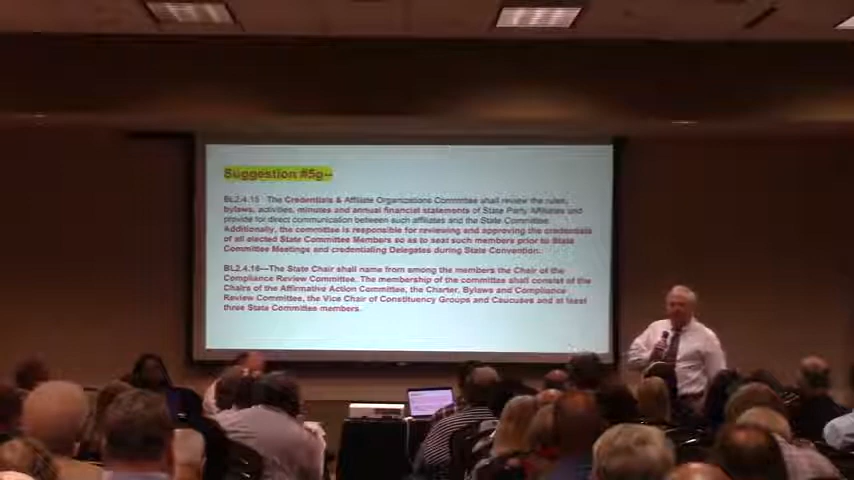 Suggestion #5g--
BL2.4.15 The Credentials & Affiliate Organizations Committee shall review the rules,
bylaws, activities, minutes and annual financial statements of State Party Affiliates and
provide for direct communication between such affiliates and the State Committee.
Additionally, the committee is responsible for reviewing and approving the credentials
of all elected State Committee Members so as to seat such members prior to State
Committee Meetings and credentialing Delegates during State Convention.
BL2.4.16—The State Chair shall name from among the members the Chair of the
Compliance Review Committee. The membership of the committee shall consist of the
Chairs of the Affirmative Action Committee, the Charter, Bylaws and Compliance
Review Committee, the Vice Chair of Constituency Groups and Caucuses and at least
three State Committee members.